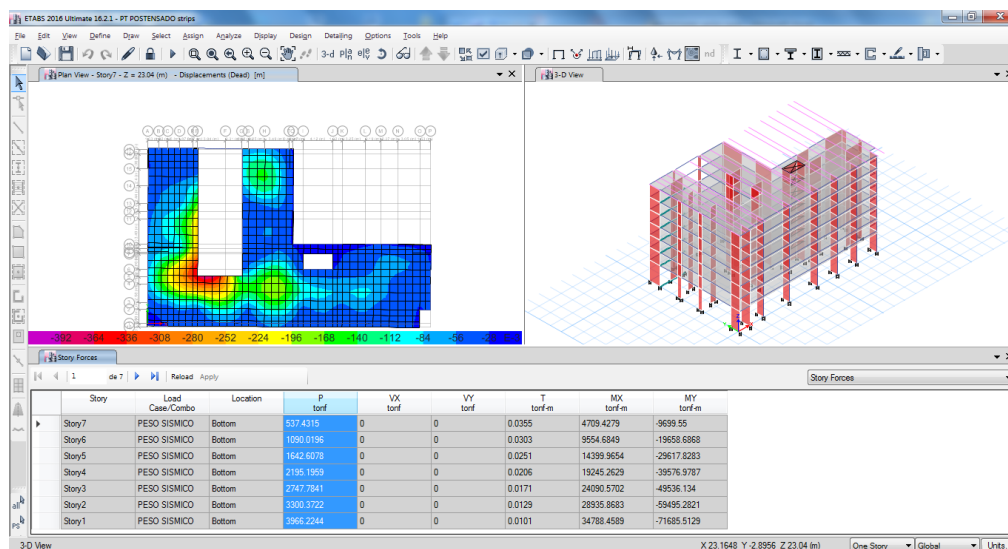 ETABS 2016 Ultimate 16.2.1 - PT POSTENSADO strips
File Edit View Define Draw Select Assign Analyze Display Design Detailing Options Tools Help
3-d nd
Plan View - Story7 - Z = 23.04 (m) - Displacements (Dead) [m]
3-D View
-392 -364 -336 -308 -280 -252 -224 -196 -168 -140 -112 -84 -56
Story Forces
1 de 7 Reload Apply Story Forces
Story Load Case/Combo Location P tonf VX tonf VY tonf T tonf-m MX tonf-m MY tonf-m
Story7 PESO SISMICO Bottom 537.4315 0 0 0.0355 4709.4279 -9699.55
Story6 PESO SISMICO Bottom 1090.0196 0 0 0.0303 9554.6849 -19658.6868
Story5 PESO SISMICO Bottom 1642.6078 0 0 0.0251 14399.9654 -29617.8283
Story4 PESO SISMICO Bottom 2195.1959 0 0 0.0206 19245.2629 -39576.9787
Story3 PESO SISMICO Bottom 2747.7841 0 0 0.0171 24090.5702 -49536.134
Story2 PESO SISMICO Bottom 3300.3722 0 0 0.0129 28935.8683 -59495.2821
Story1 PESO SISMICO Bottom 3966.2244 0 0 0.0101 34788.4589 -71685.5129
all
PS
3-D View X 23.1648 Y -2.8956 Z 23.04 (m) One Story Global Units